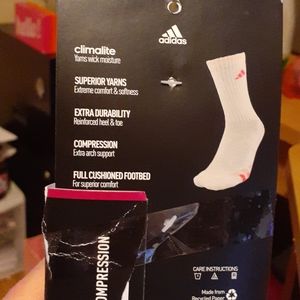 adidas
climalite
Yarns wick moisture
SUPERIOR YARNS
Extreme comfort & softness
EXTRA DURABILITY
Reinforced heel & toe
COMPRESSION
Extra arch support
FULL CUSHIONED FOOTBED
For superior comfort
COMPRESSION
CARE INSTRUCTIONS
Made from
Recycled Paper